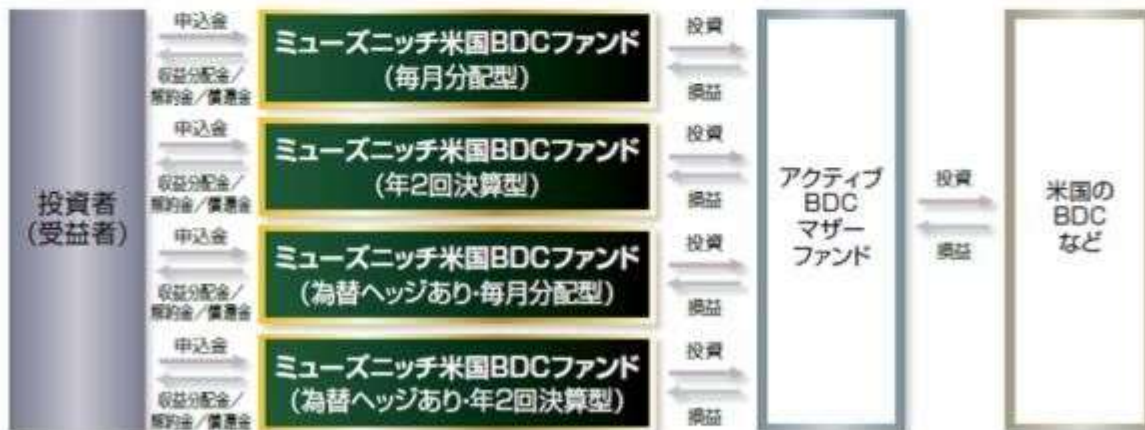 投資者
(受益者)
申込金
収益分配金/
解約金/償還金
ミューズニッチ米国BDCファンド
(毎月分配型)
投資
損益
申込金
収益分配金/
解約金/償還金
ミューズニッチ米国BDCファンド
(年2回決算型)
投資
損益
申込金
収益分配金/
解約金/償還金
ミューズニッチ米国BDCファンド
(為替ヘッジあり・毎月分配型)
投資
損益
申込金
収益分配金/
解約金/償還金
ミューズニッチ米国BDCファンド
(為替ヘッジあり・年2回決算型)
投資
損益
アクティブ
BDC
マザー
ファンド
投資
損益
米国の
BDC
など